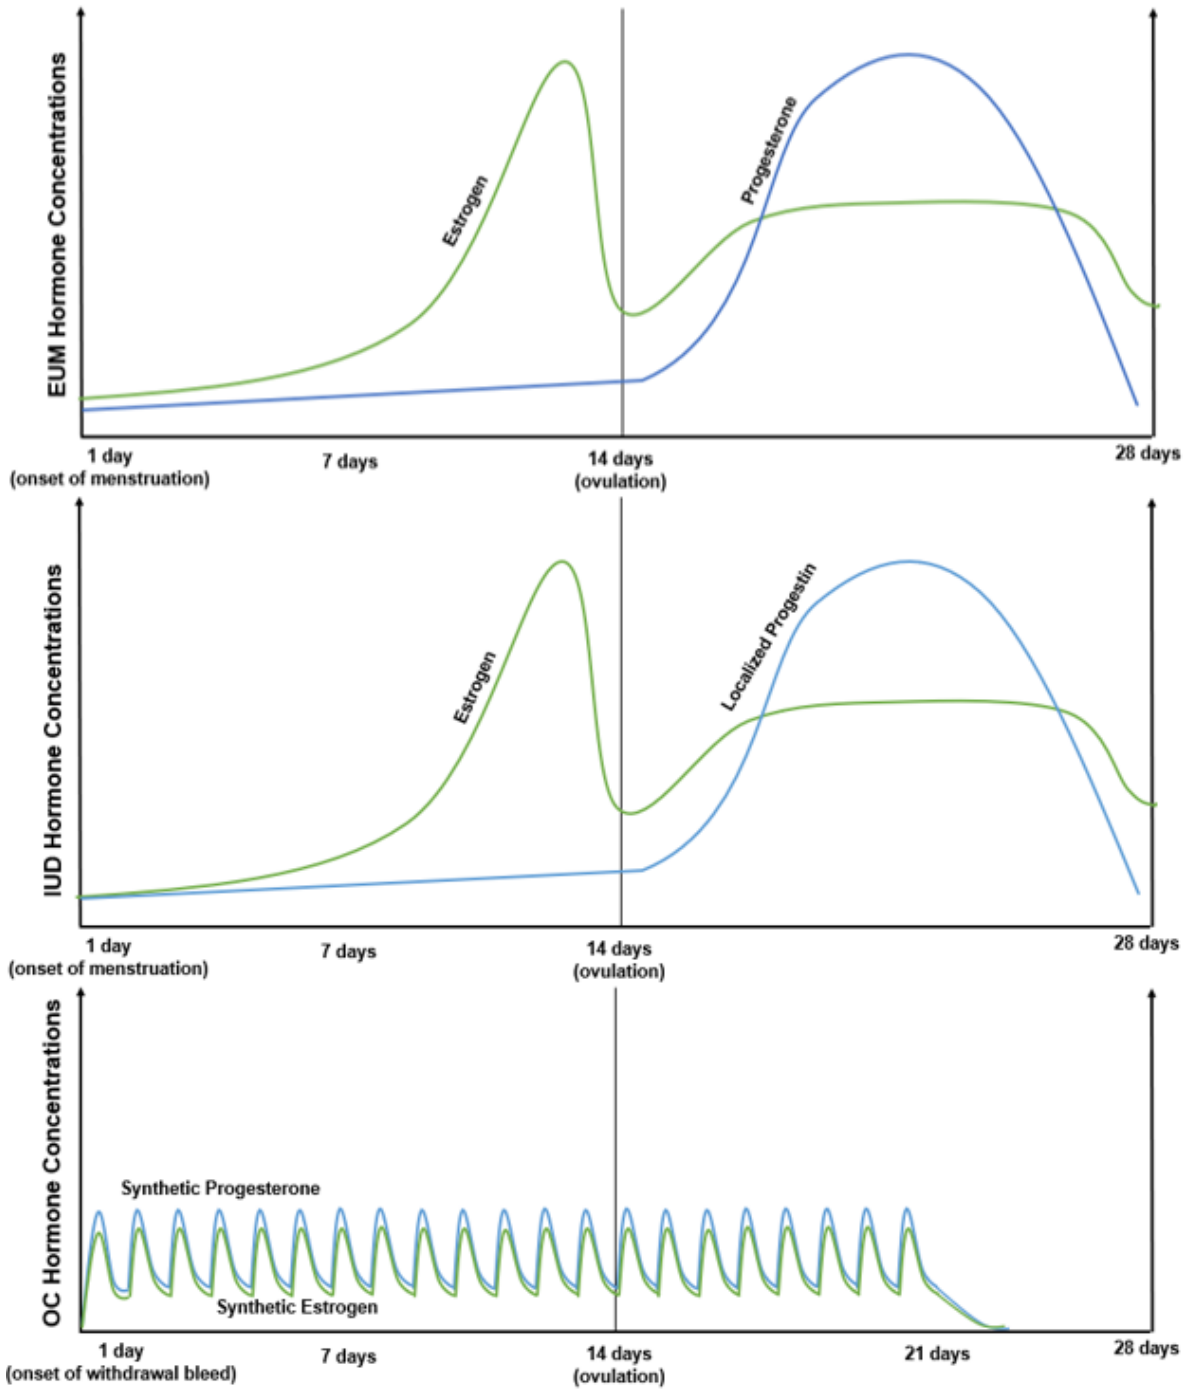 EUM Hormone Concentrations
Estrogen
Progesterone
1 day
(onset of menstruation)
7 days
14 days
(ovulation)
28 days
IUD Hormone Concentrations
Estrogen
Localized Progestin
1 day
(onset of menstruation)
7 days
14 days
(ovulation)
28 days
OC Hormone Concentrations
Synthetic Progesterone
Synthetic Estrogen
1 day
(onset of withdrawal bleed)
7 days
14 days
(ovulation)
21 days
28 days